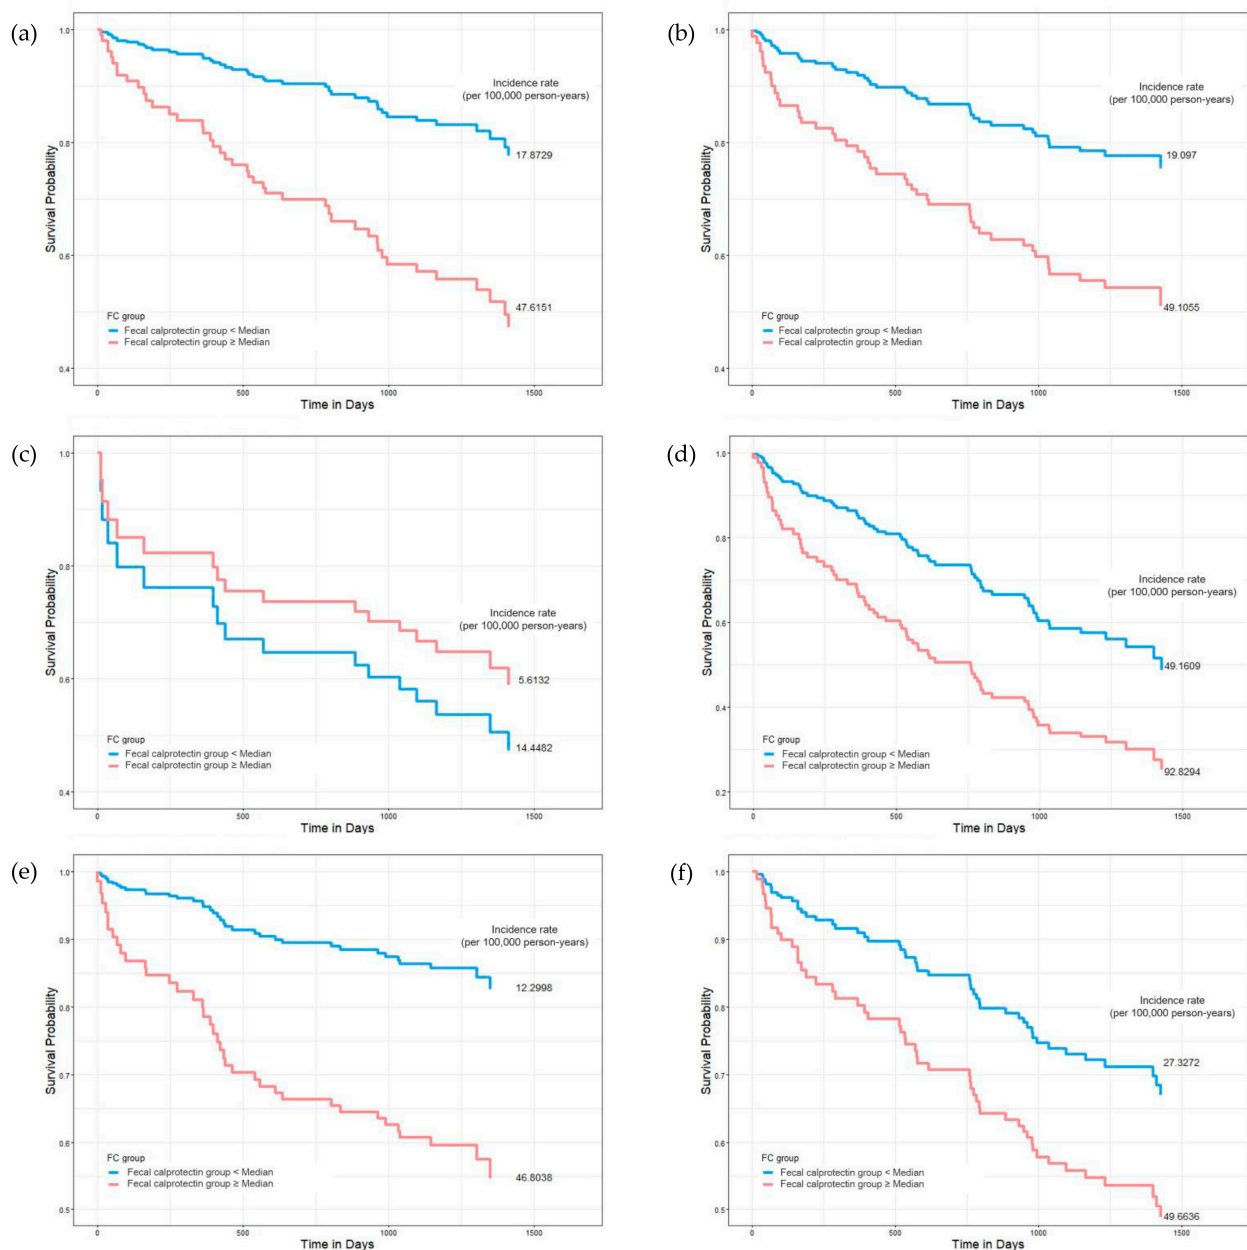 (a)
Survival Probability
1.0
0.8
0.6
0.4
Incidence rate
(per 100,000 person-years)
17.8729
47.6151
FC group
Fecal calprotectin group < Median
Fecal calprotectin group ≥ Median
0
500
1000
1500
Time in Days
(b)
Survival Probability
1.0
0.8
0.6
0.4
Incidence rate
(per 100,000 person-years)
19.097
49.1055
FC group
Fecal calprotectin group < Median
Fecal calprotectin group ≥ Median
0
500
1000
1500
Time in Days
(c)
Survival Probability
1.0
0.8
0.6
0.4
Incidence rate
(per 100,000 person-years)
5.6132
14.4482
FC group
Fecal calprotectin group < Median
Fecal calprotectin group ≥ Median
0
500
1000
1500
Time in Days
(d)
Survival Probability
1.0
0.8
0.6
0.4
0.2
Incidence rate
(per 100,000 person-years)
49.1609
92.8294
FC group
Fecal calprotectin group < Median
Fecal calprotectin group ≥ Median
0
500
1000
1500
Time in Days
(e)
Survival Probability
1.0
0.9
0.8
0.7
0.6
0.5
Incidence rate
(per 100,000 person-years)
12.2998
46.8038
FC group
Fecal calprotectin group < Median
Fecal calprotectin group ≥ Median
0
500
1000
1500
Time in Days
(f)
Survival Probability
1.0
0.9
0.8
0.7
0.6
0.5
Incidence rate
(per 100,000 person-years)
27.3272
49.6636
FC group
Fecal calprotectin group < Median
Fecal calprotectin group ≥ Median
0
500
1000
1500
Time in Days